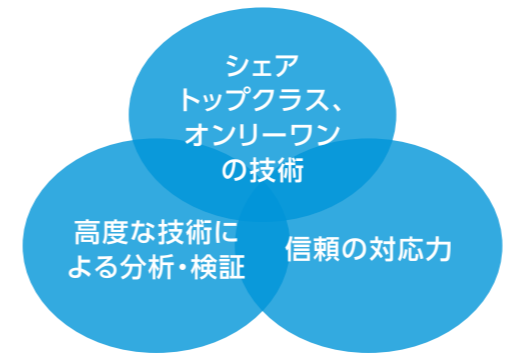 シェア
トップクラス、
オンリーワン
の技術
高度な技術に
よる分析・検証
信頼の対応力